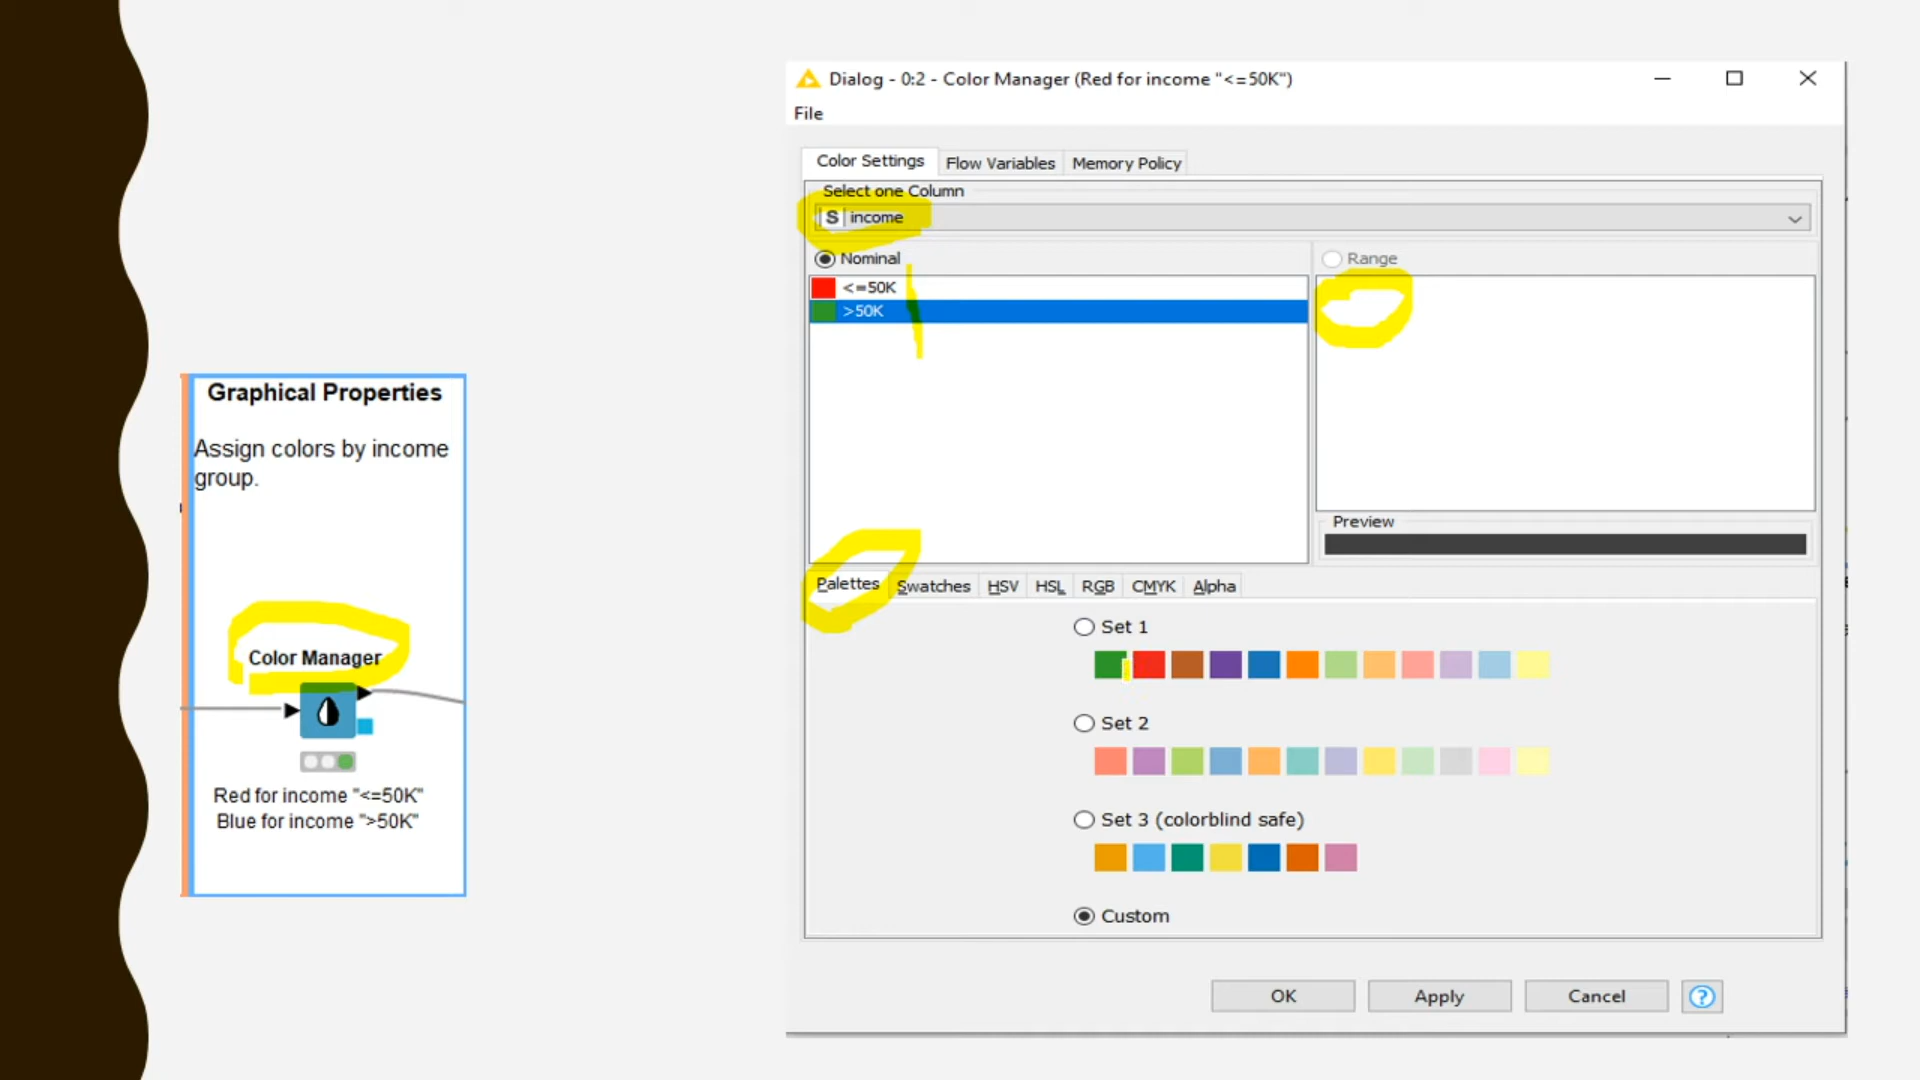 Graphical Properties
Assign colors by income
group.
Color Manager
Red for income "<=50K"
Blue for income ">50K"
Dialog - 0:2 - Color Manager (Red for income "<=50K")
File
Color Settings Flow Variables Memory Policy
Select one Column
S income
Nominal
<=50K
>50K
Range
Preview
Palettes Swatches HSV HSL RGB CMYK Alpha
Set 1
Set 2
Set 3 (colorblind safe)
Custom
OK Apply Cancel ?